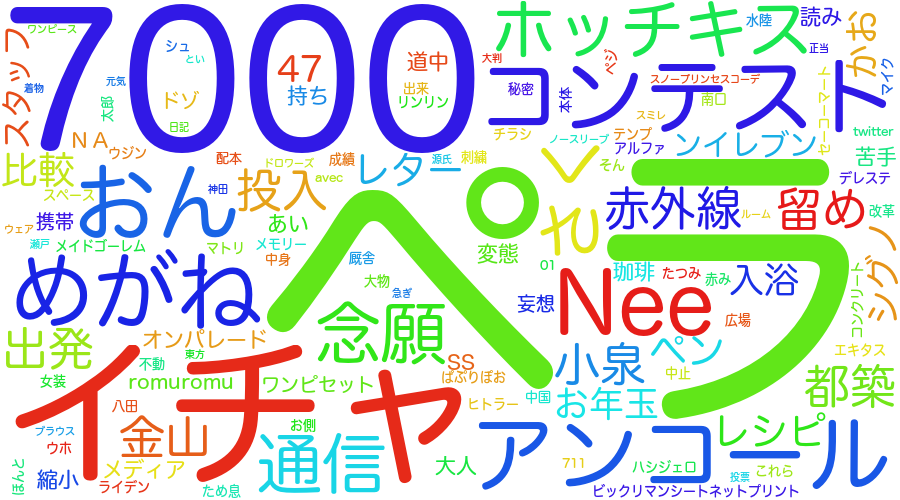 ワンピース
7000
ホッチキス
水陸
読み
かお
正当
シュ
とい
スタッフ
元気
着物
太郎
47
道中
大判
ペジ
持ち
ドゾ
出来
リンリン
日記
秘密
本体
コンテスト
スノープリンセスコーデ
南口
マイク
チラシ
ノースリーブ
スミレ
セーコーマート
twitter
NA
ウジン
比較
配本
成績
レター
源氏
刺繍
テンプ
アルファ
ンイレブン
苦手
そん
デレステ
スペース
おん
神田
ドロワーズ
投入
avec
ペラ
レセ
赤外線
留め
ルーム
改革
携帯
あい
ウェア
瀬戸
メイドゴーレム
マトリ
メモリー
中身
厩舎
変態
01
珈琲
たつみ
赤み
入浴
シグノ
めがね
大物
急ぎ
妄想
Nee
広場
コンクリート
出発
オンパレード
念願
小泉
ペン
エキタス
不動
東方
SS
ぱぷりぽお
中止
女装
romuromu
ワンピセット
ヒトラー
中国
お年玉
都築
イチャ
八田
ブラウス
ウホ
金山
お側
通信
アンコール
レシピ
ほんと
縮小
メディア
ライデン
ため息
大人
711
ハシジェロ
投票
これら
ビックリマンシートネットプリント